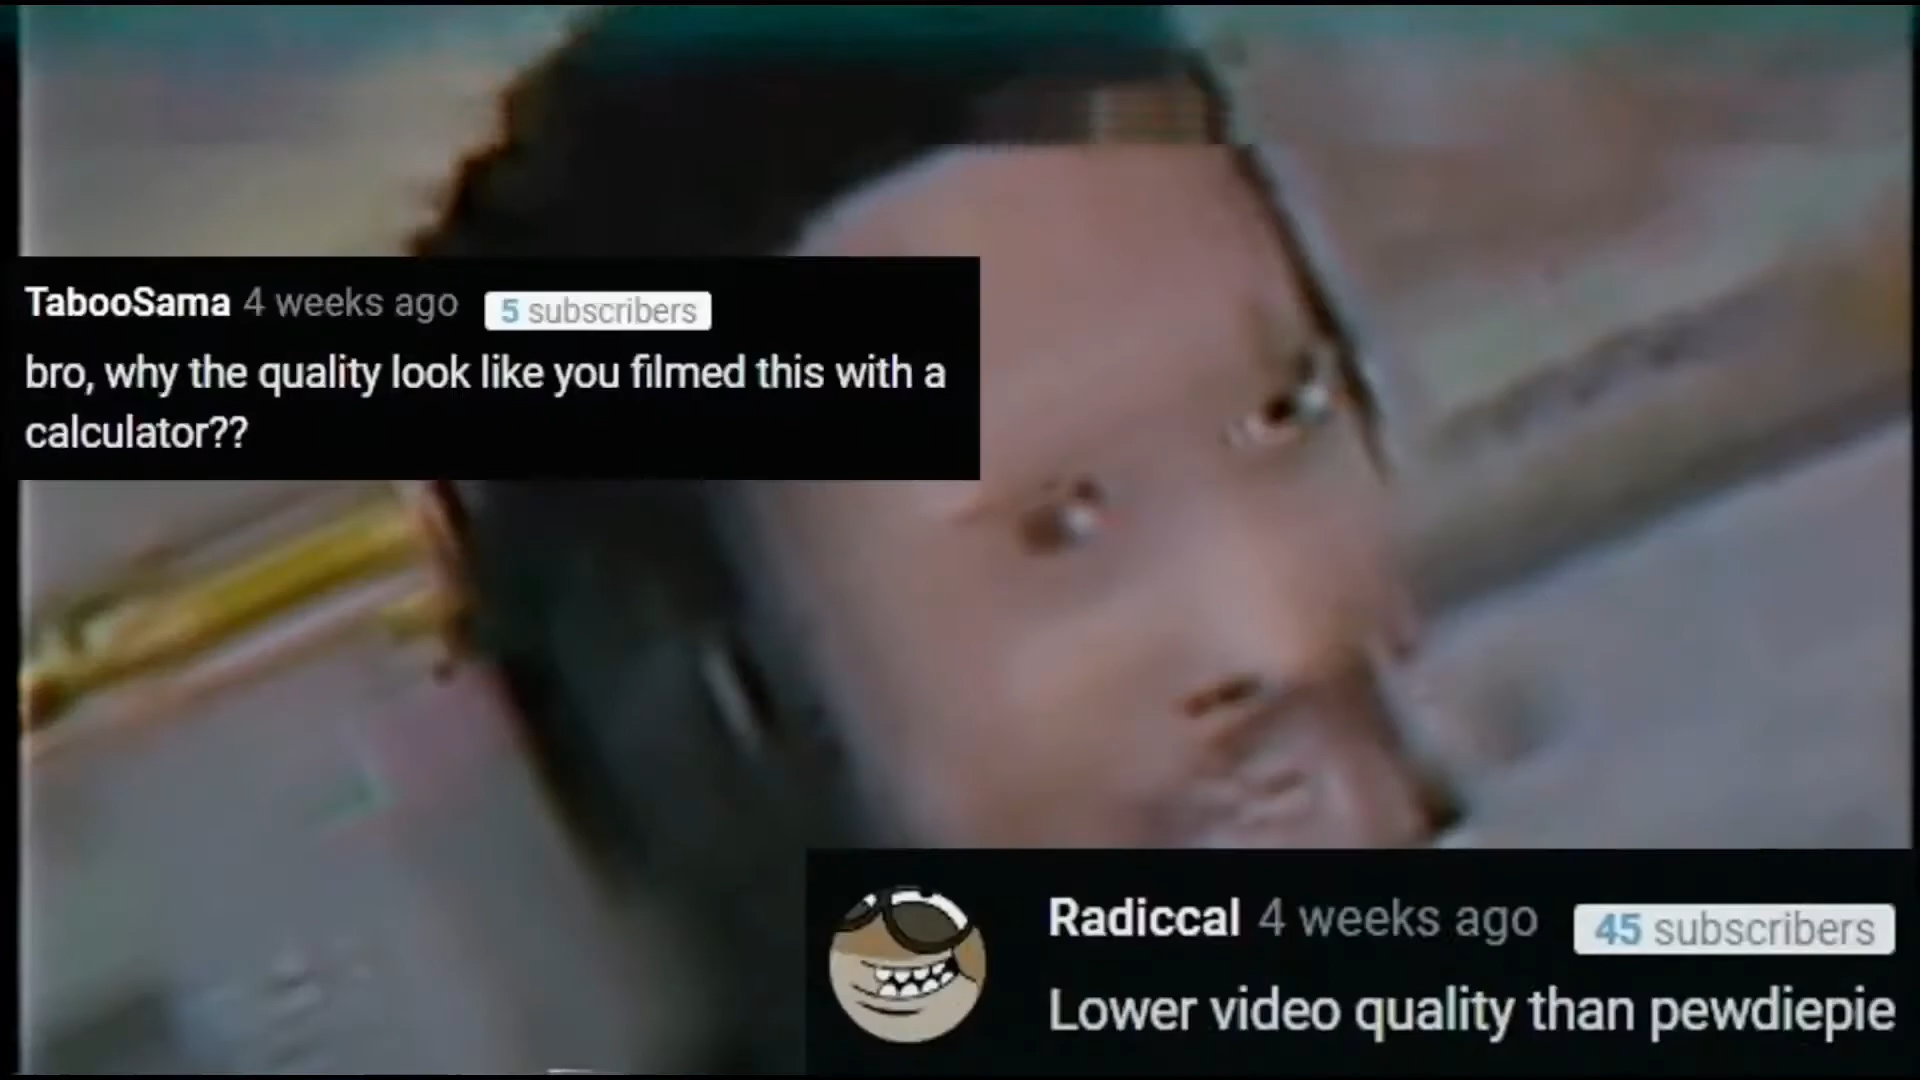 TabooSama 4 weeks ago 5 subscribers
bro, why the quality look like you filmed this with a
calculator??
Radiccal 4 weeks ago 45 subscribers
Lower video quality than pewdiepie